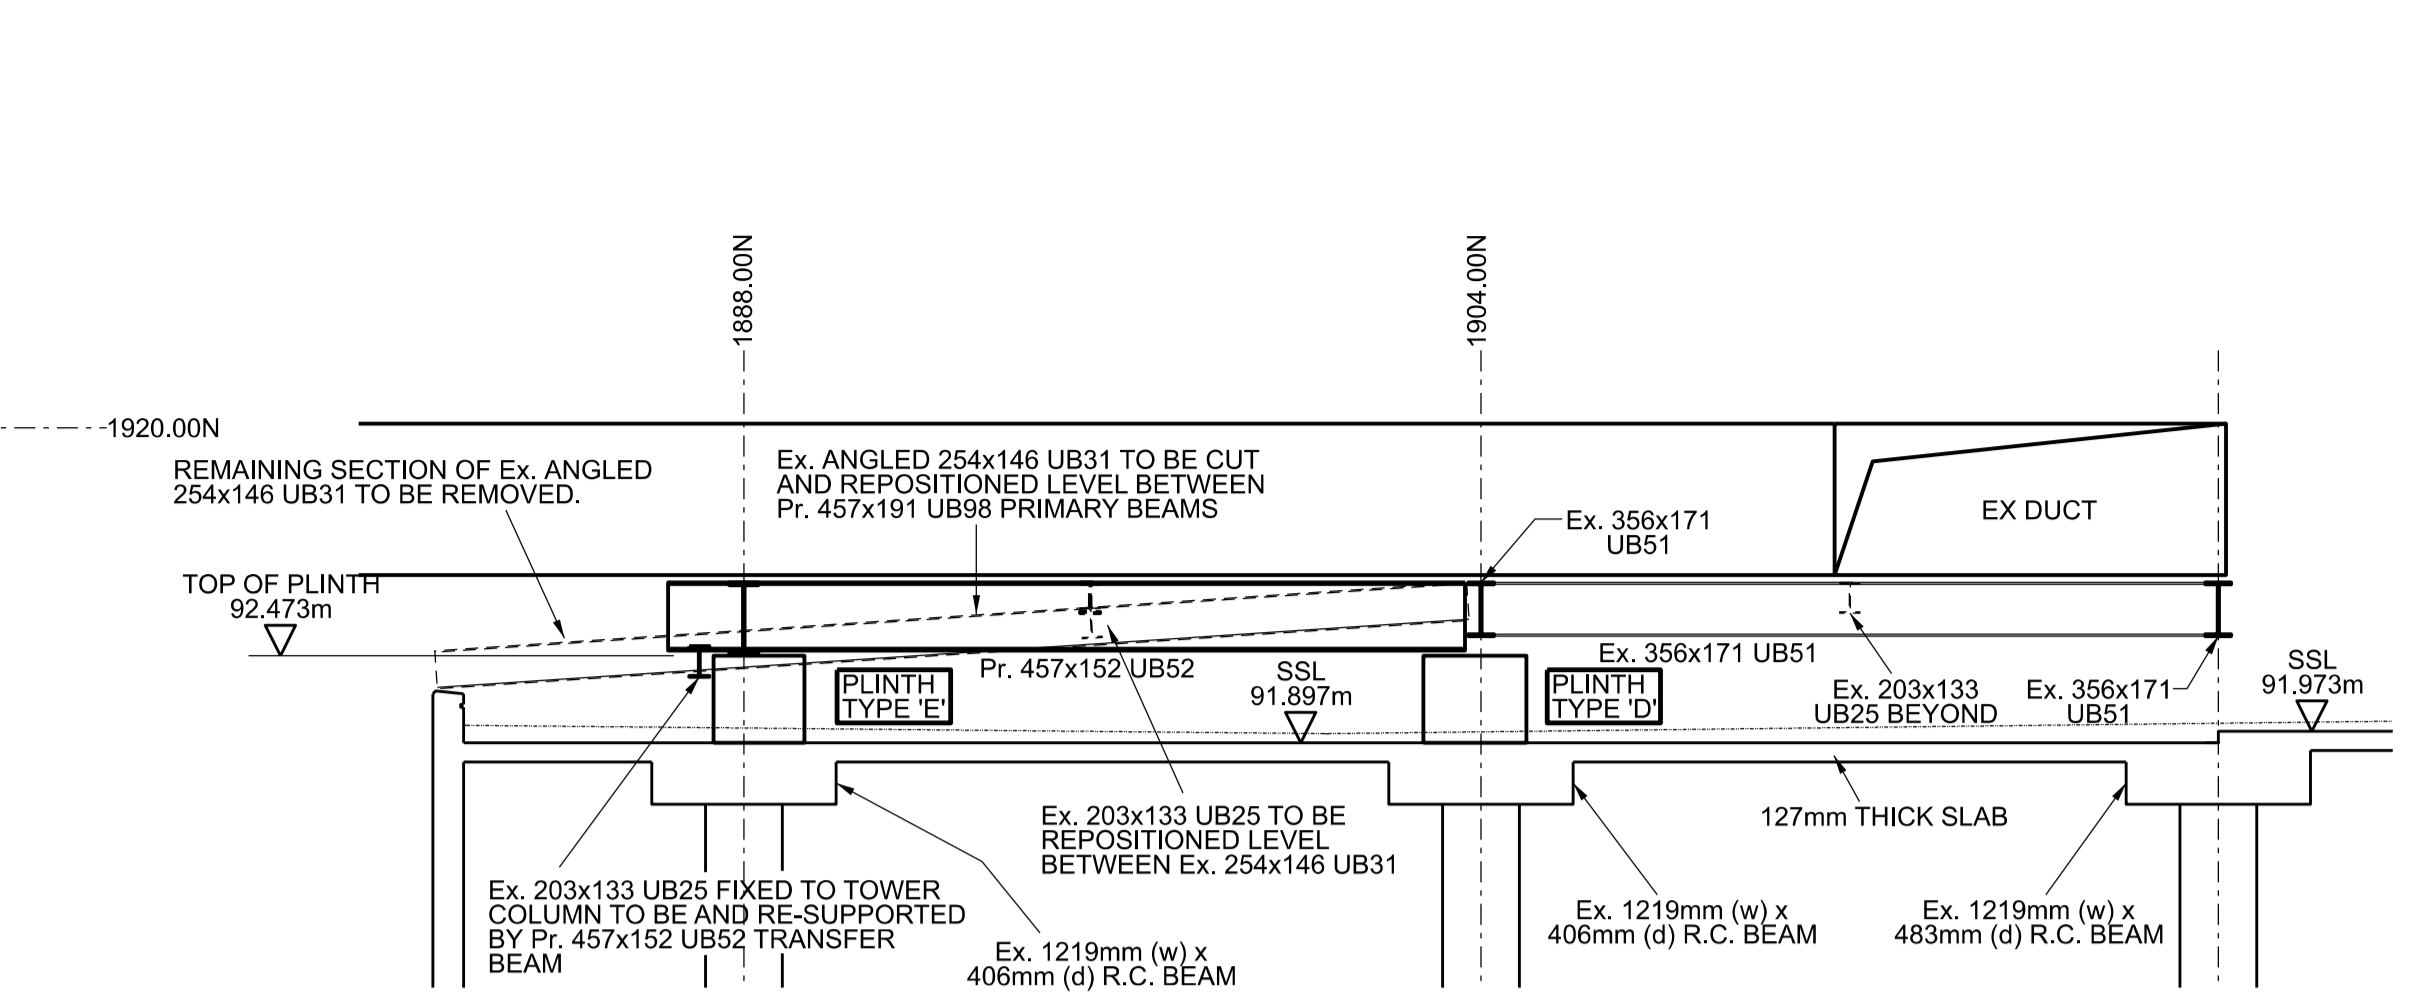 1888.00N
1904.00N
1920.00N
REMAINING SECTION OF Ex. ANGLED
254x146 UB31 TO BE REMOVED.
Ex. ANGLED 254x146 UB31 TO BE CUT
AND REPOSITIONED LEVEL BETWEEN
Pr. 457x191 UB98 PRIMARY BEAMS
Ex. 356x171
UB51
EX DUCT
TOP OF PLINTH
92.473m
Pr. 457x152 UB52
PLINTH
TYPE 'E'
SSL
91.897m
Ex. 356x171 UB51
PLINTH
TYPE 'D'
Ex. 203x133
UB25 BEYOND
Ex. 356x171
UB51
SSL
91.973m
Ex. 203x133 UB25 TO BE
REPOSITIONED LEVEL
BETWEEN Ex. 254x146 UB31
127mm THICK SLAB
Ex. 203x133 UB25 FIXED TO TOWER
COLUMN TO BE AND RE-SUPPORTED
BY Pr. 457x152 UB52 TRANSFER
BEAM
Ex. 1219mm (w) x
406mm (d) R.C. BEAM
Ex. 1219mm (w) x
406mm (d) R.C. BEAM
Ex. 1219mm (w) x
483mm (d) R.C. BEAM